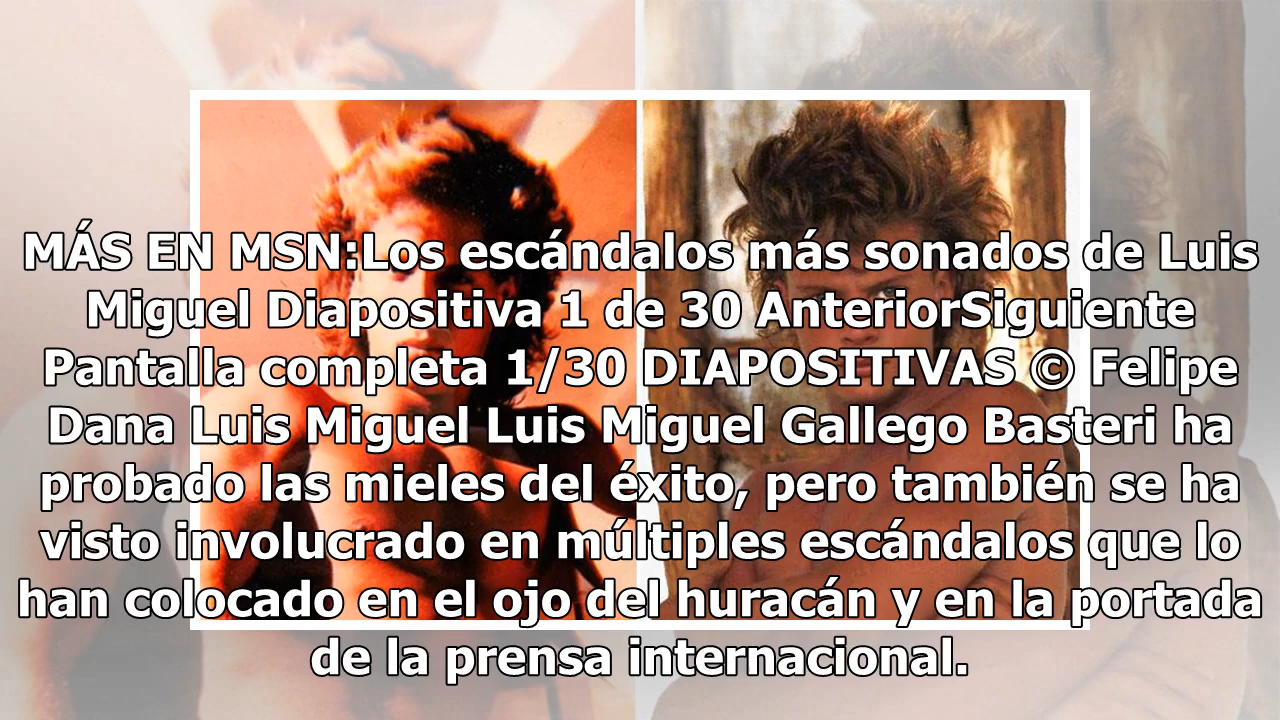 MÁS EN MSN:Los escándalos más sonados de Luis
Miguel Diapositiva 1 de 30 AnteriorSiguiente
Pantalla completa 1/30 DIAPOSITIVAS © Felipe
Dana Luis Miguel Luis Miguel Gallego Basteri ha
probado las mieles del éxito, pero también se ha
visto involucrado en múltiples escándalos que lo
han colocado en el ojo del huracán y en la portada
de la prensa internacional.